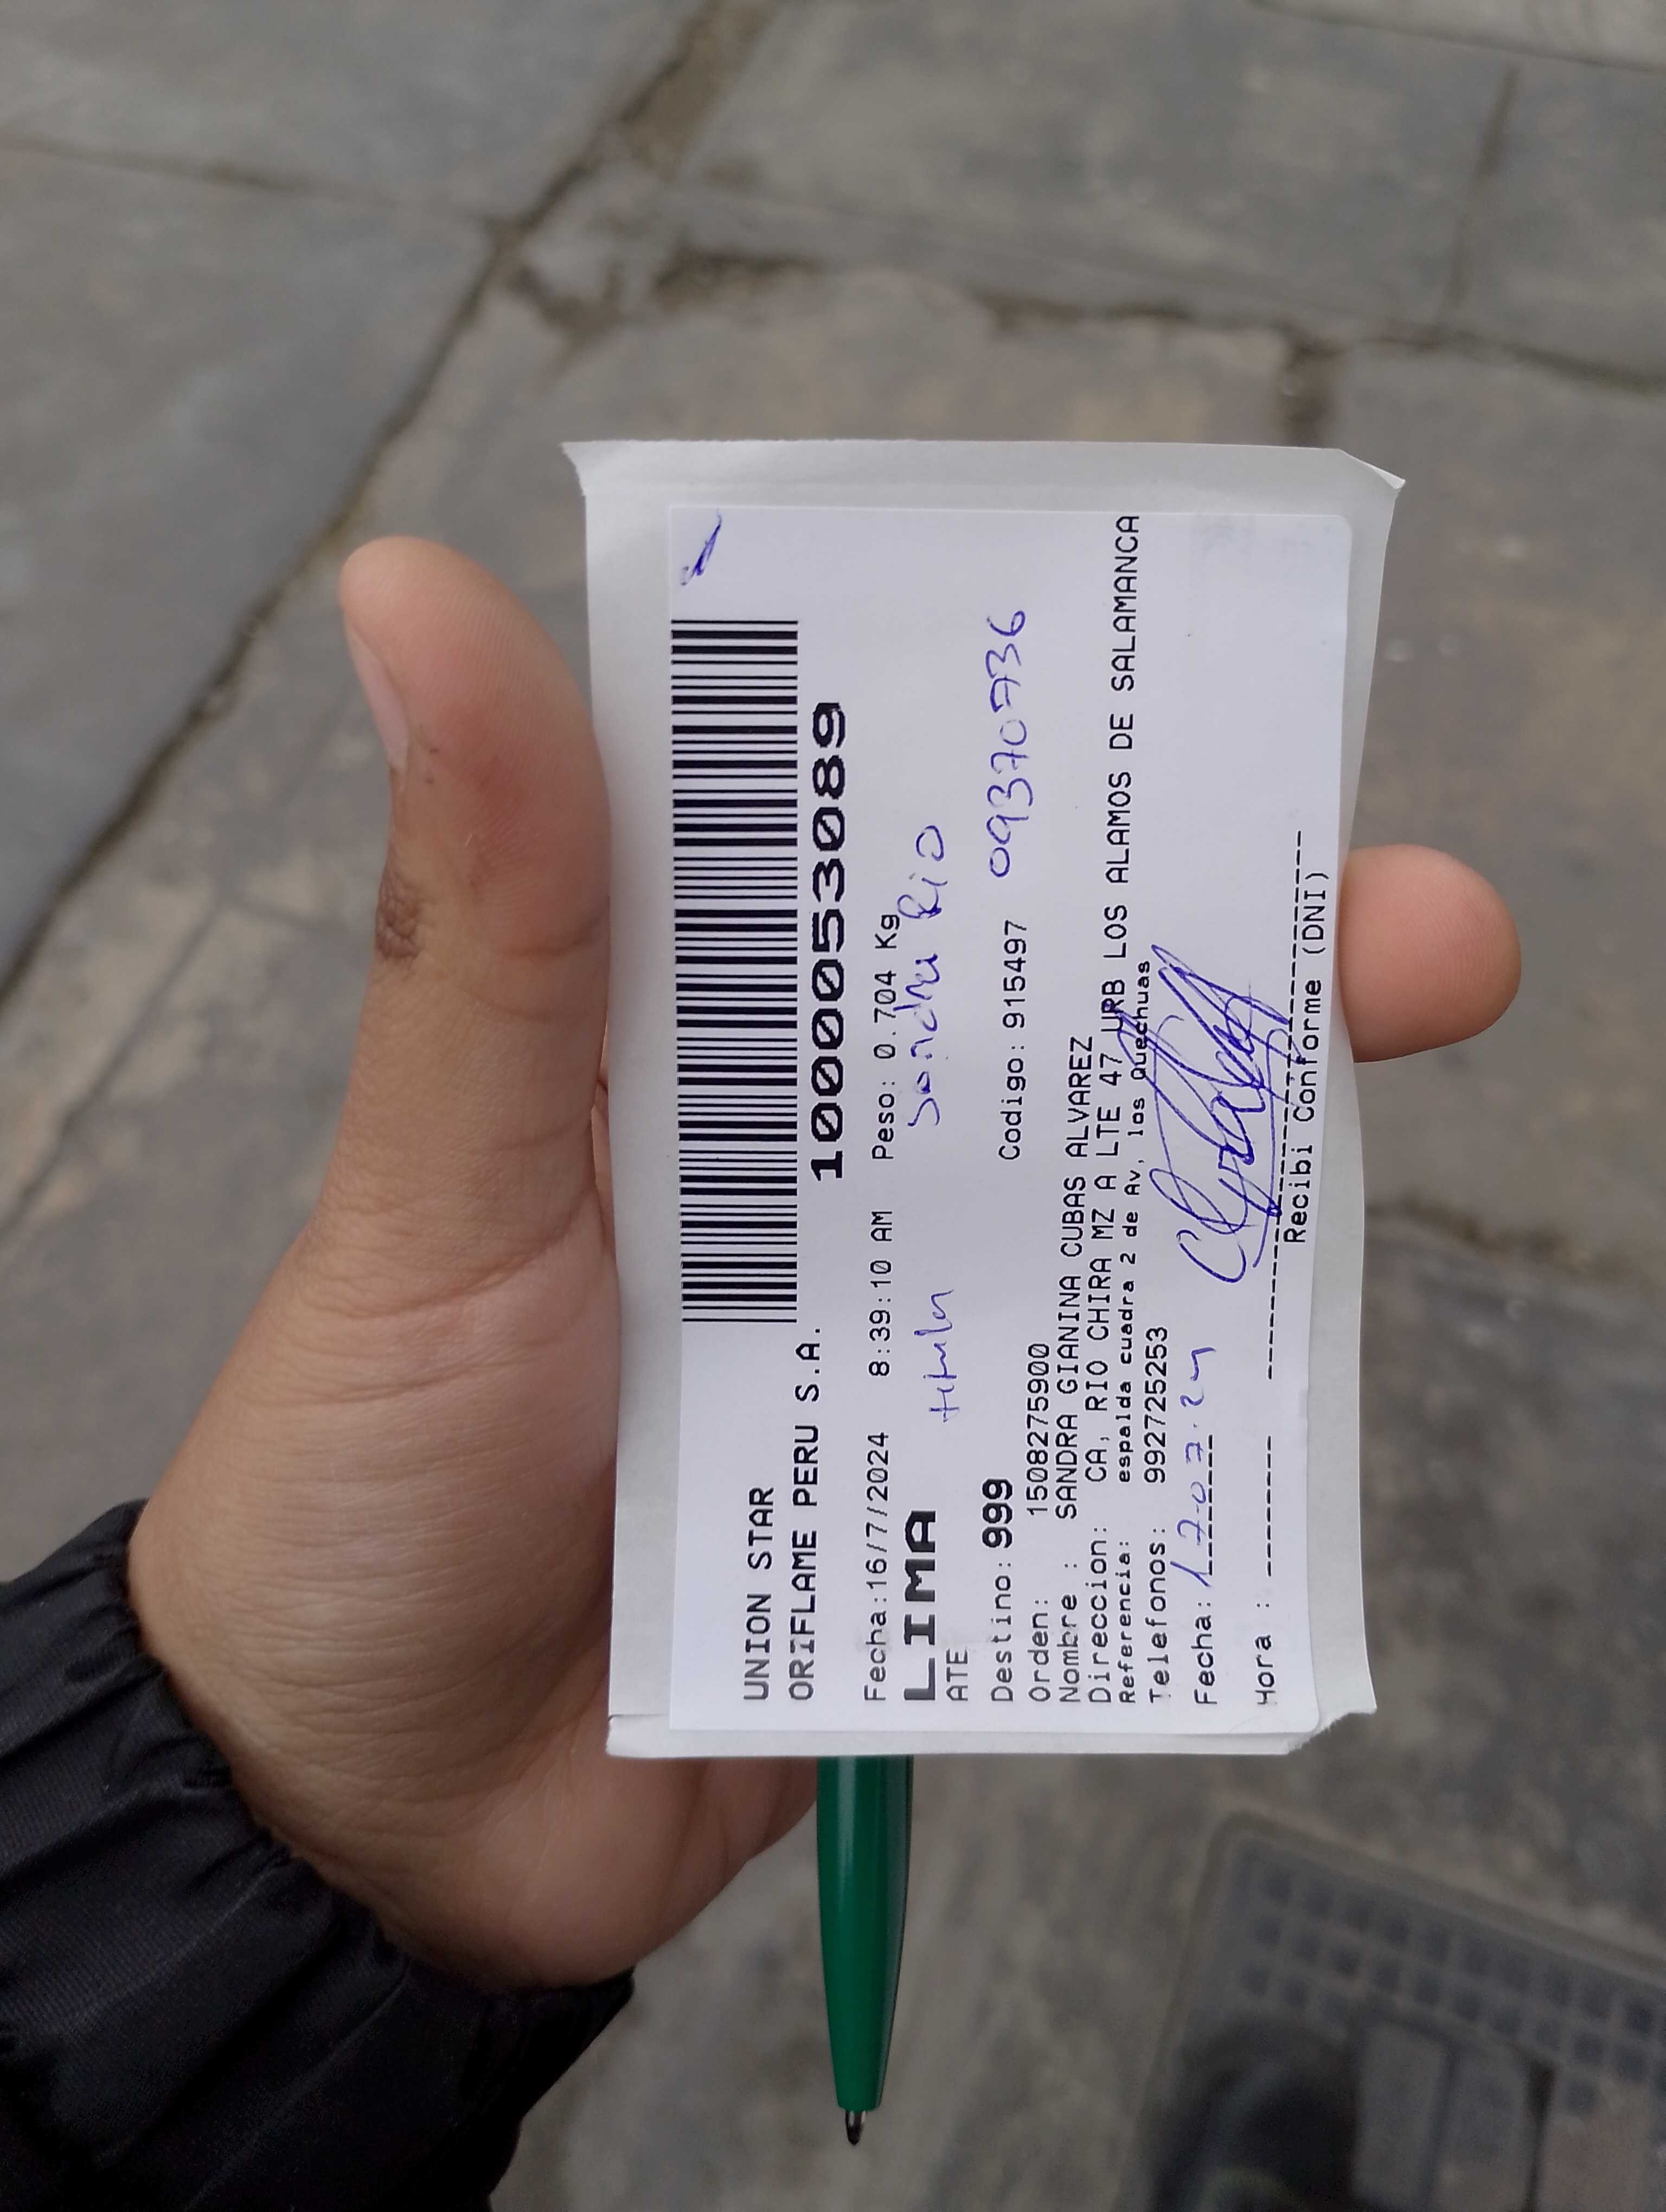 UNION STAR
ORIFLAME PERU S.A.
1000053089
Fecha:16/7/2024 8:39:10 AM Peso: 0.704 Kg
LIMA
titular Sandra Rio
ATE
Destino: 999 Codigo: 915497 09370736
Orden: 1508275900
Nombre : SANDRA GIANINA CUBAS ALVAREZ
Direccion: CA, RIO CHIRA MZ A LTE 47 URB LOS ALAMOS DE SALAMANCA
Referencia: espalda cuadra 2 de Av, los Quechuas
Telefonos: 992725253
Fecha: 17.07.24
Hora :
Recibi Conforme (DNI)